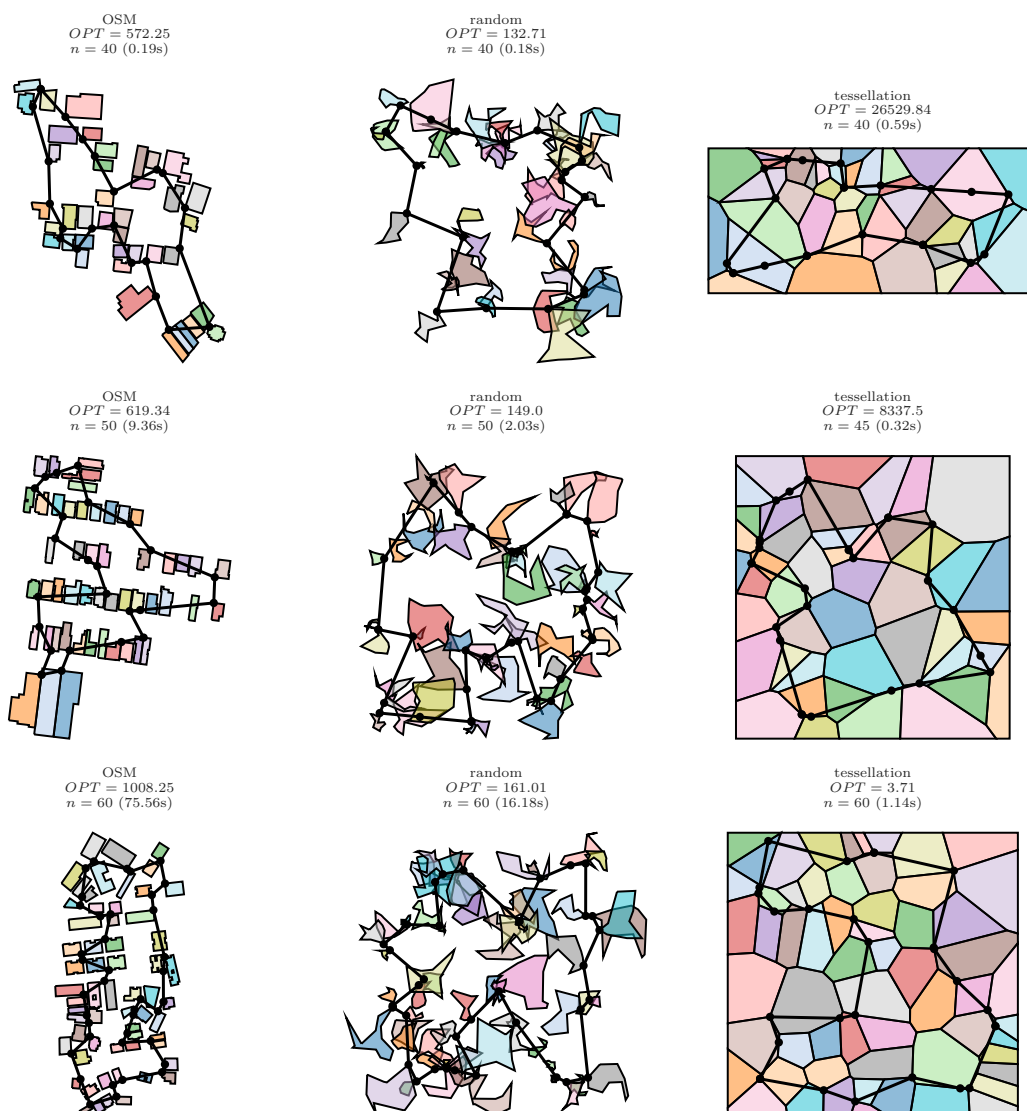 OSM
OPT = 572.25
n = 40 (0.19s)
random
OPT = 132.71
n = 40 (0.18s)
tessellation
OPT = 26529.84
n = 40 (0.59s)
OSM
OPT = 619.34
n = 50 (9.36s)
random
OPT = 149.0
n = 50 (2.03s)
tessellation
OPT = 8337.5
n = 45 (0.32s)
OSM
OPT = 1008.25
n = 60 (75.56s)
random
OPT = 161.01
n = 60 (16.18s)
tessellation
OPT = 3.71
n = 60 (1.14s)